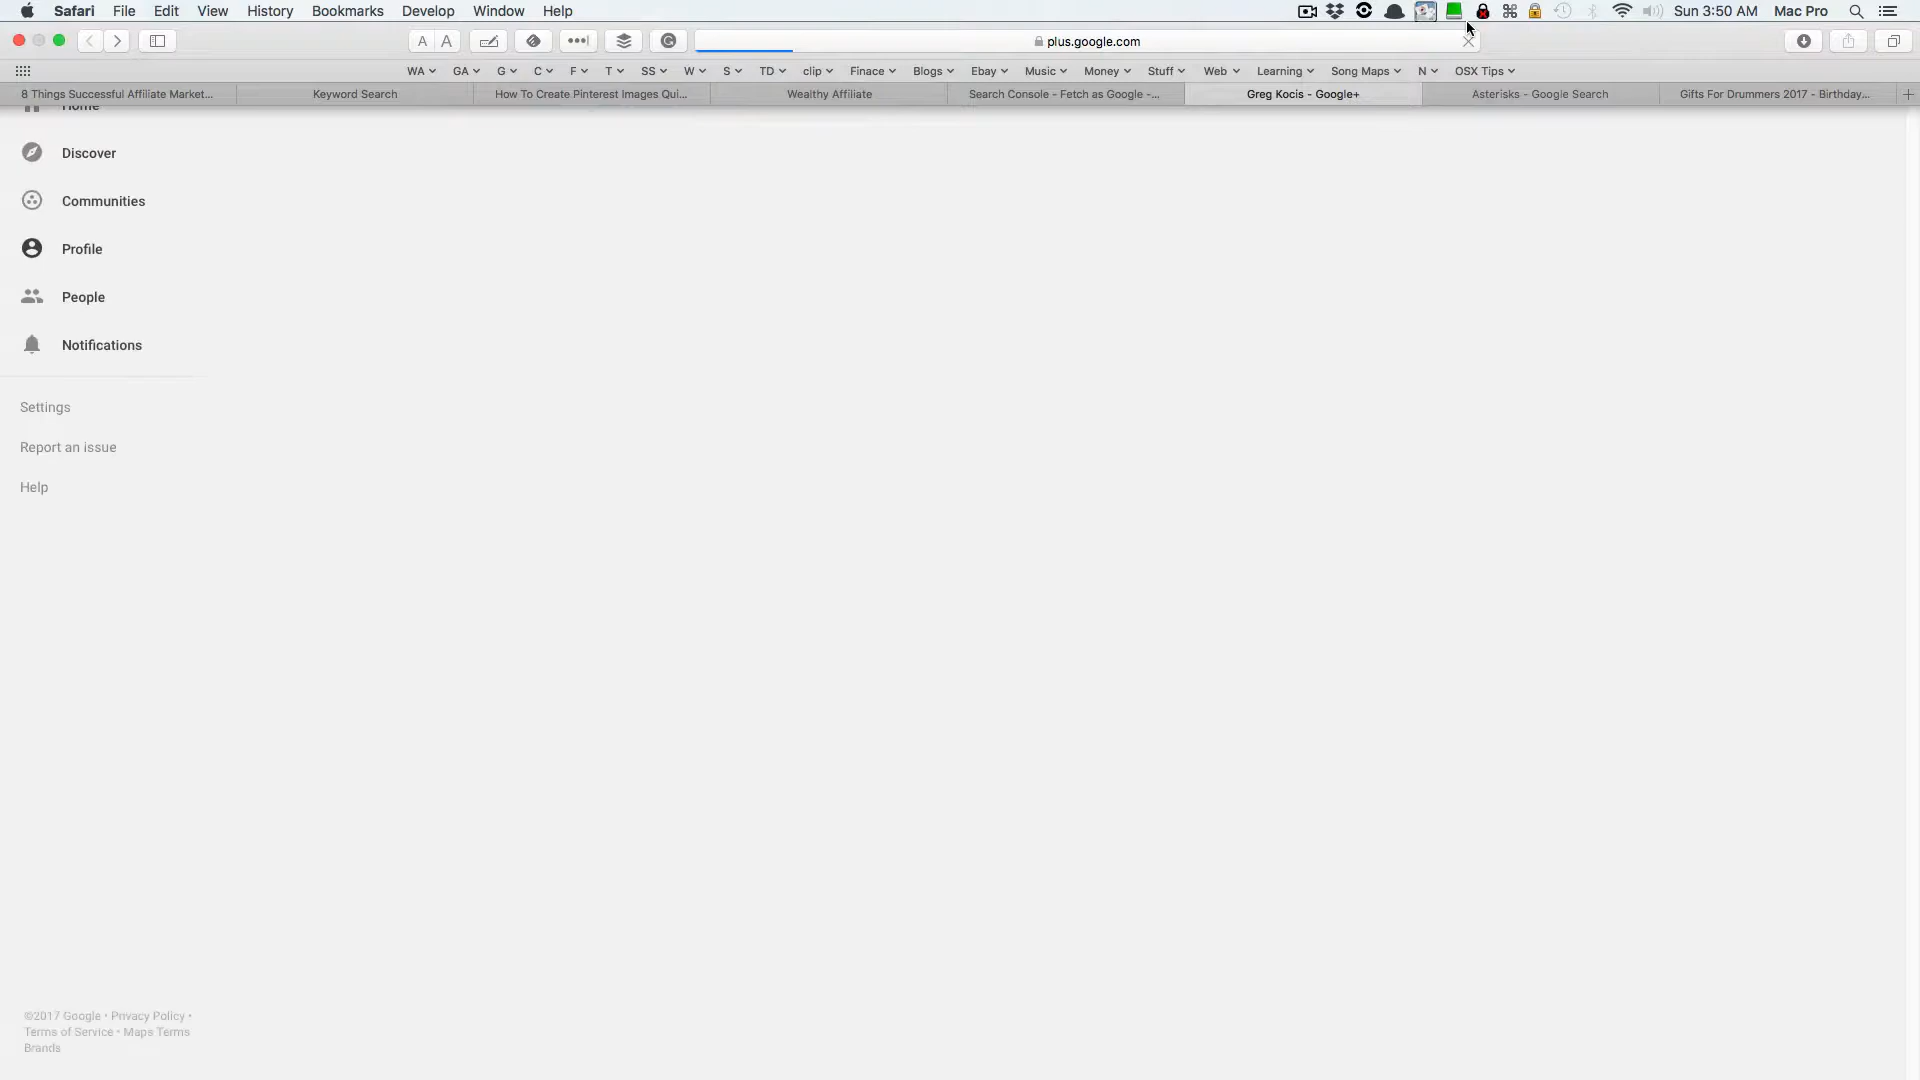 Safari File Edit View History Bookmarks Develop Window Help Sun 3:50 AM Mac Pro
A A plus.google.com
WA GA G C F T SS W S TD clip Finace Blogs Ebay Music Money Stuff Web Learning Song Maps N OSX Tips
8 Things Successful Affiliate Market... Keyword Search How To Create Pinterest Images Qui... Wealthy Affiliate Search Console - Fetch as Google -... Greg Kocis - Google+ Asterisks - Google Search Gifts For Drummers 2017 - Birthday...
Home
Discover
Communities
Profile
People
Notifications
Settings
Report an issue
Help
©2017 Google • Privacy Policy •
Terms of Service • Maps Terms
Brands